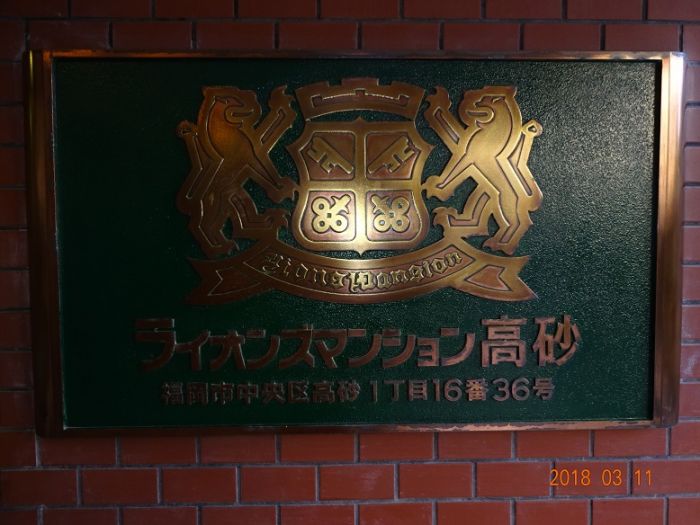 Lions Mansion
ライオンズマンション高砂
福岡市中央区高砂1丁目16番36号
2018 03 11